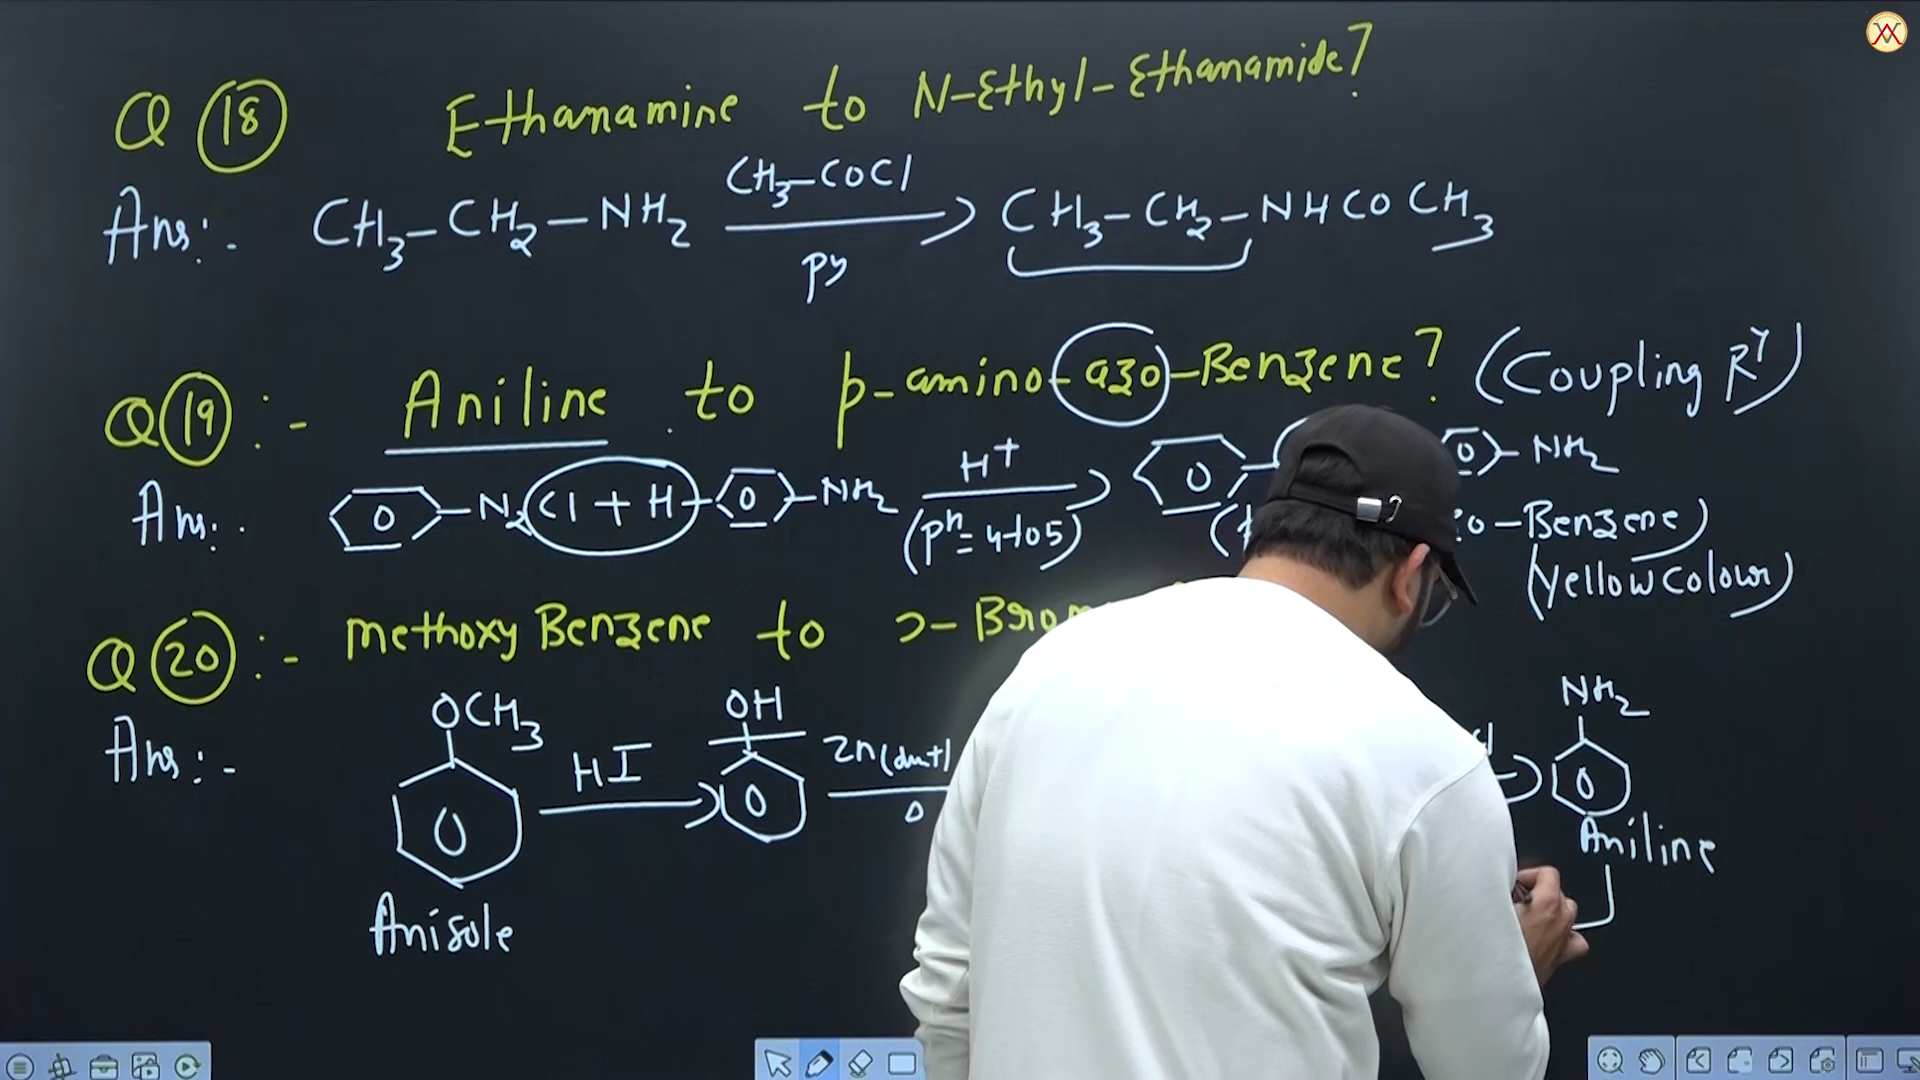 Q 18 Ethanamine to N-Ethyl-Ethanamide?
Ans:- CH3-CH2-NH2 CH3-COCl py CH3-CH2-NHCOCH3
Q 19 :- Aniline to p-amino-azo-Benzene? (Coupling Rx)
Ans:- N2Cl + H NH2 H+ (pH=4to5) NH2
-Benzene)
(Yellow colour)
Q 20 :- methoxy Benzene to
Ans:- OCH3 HI OH Zn(dust) Δ NH2
Aniline
Anisole